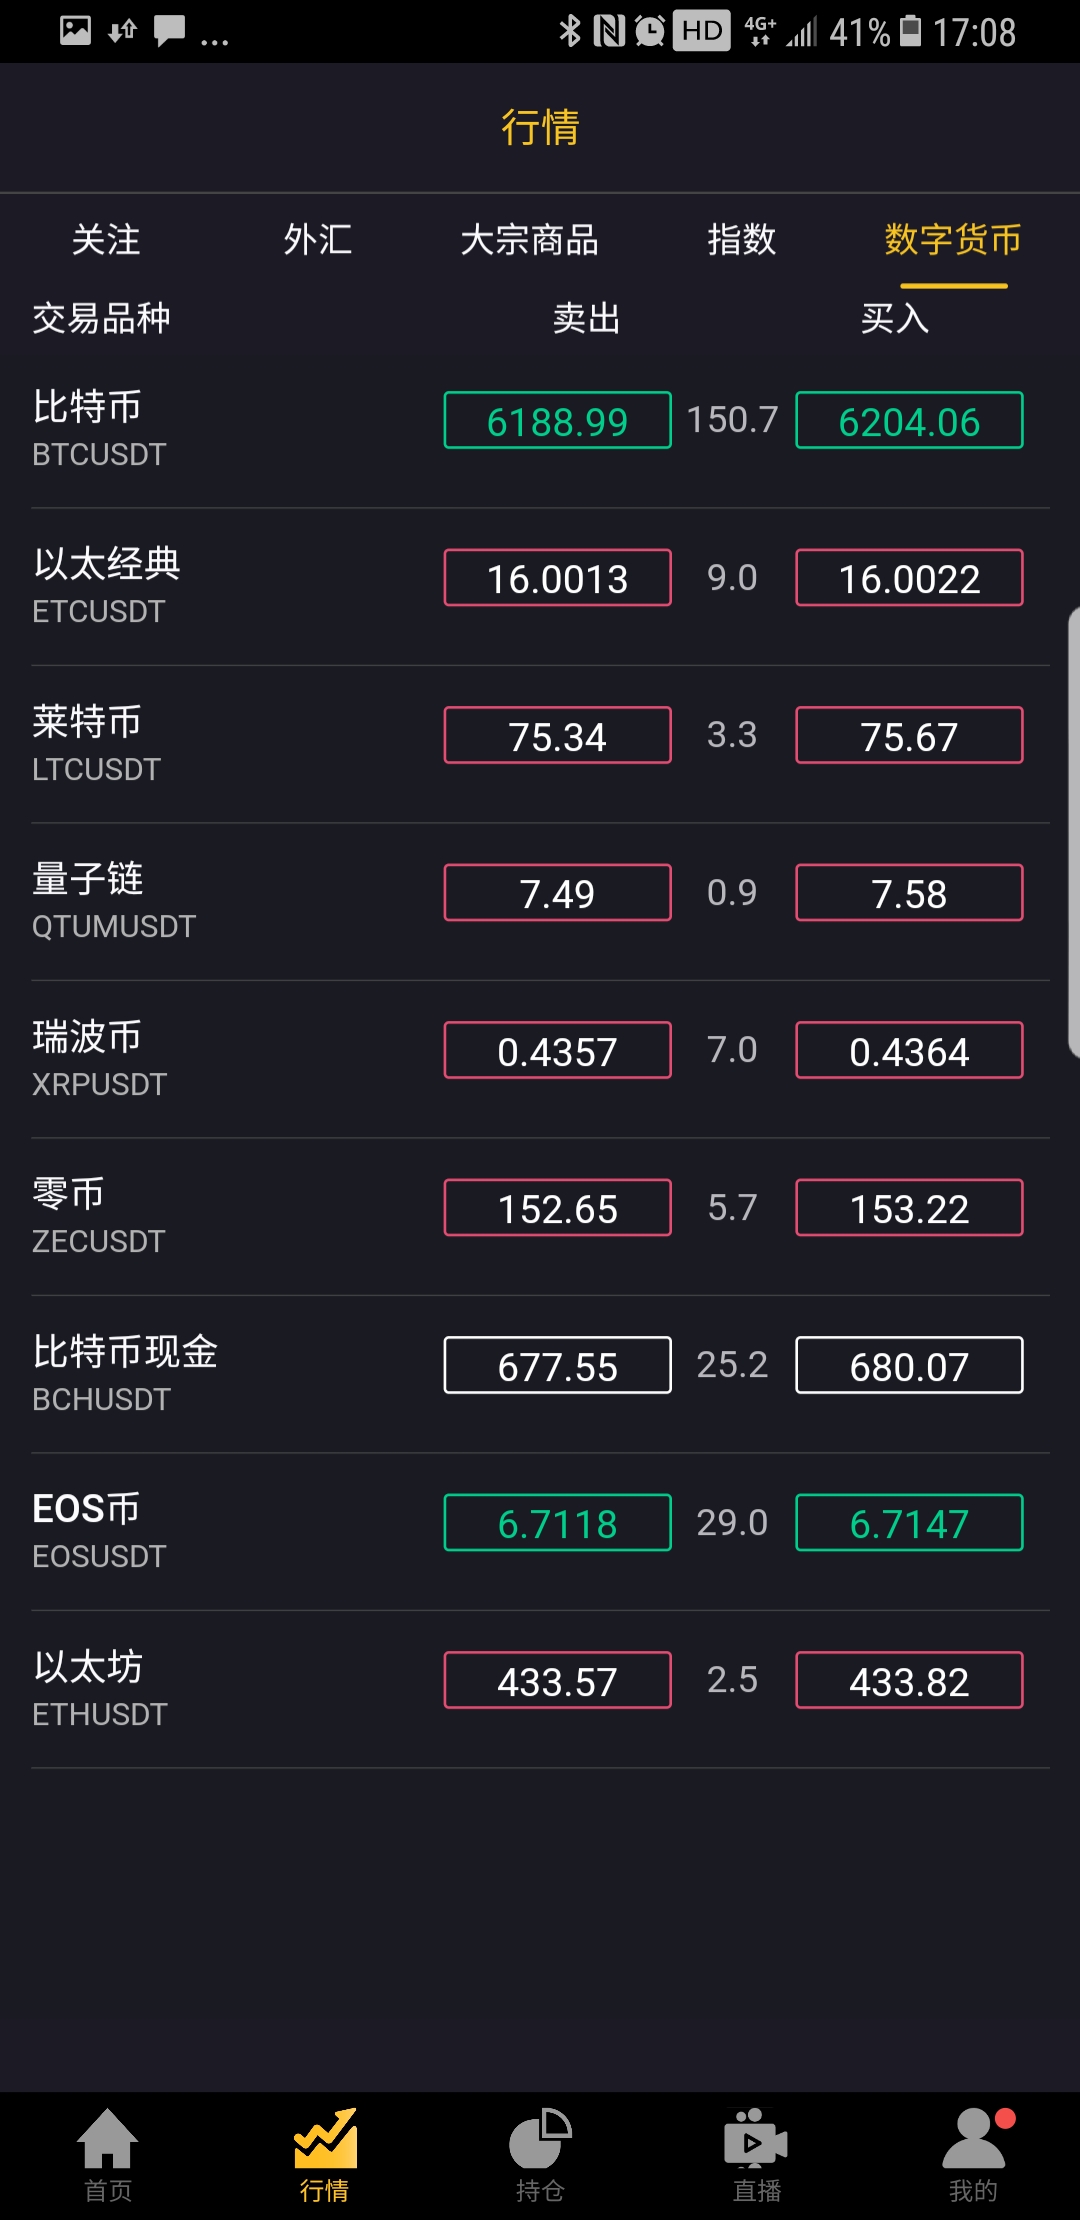 ... HD 4G+ 41% 17:08
行情
关注 外汇 大宗商品 指数 数字货币
交易品种 卖出 买入
比特币 6188.99 150.7 6204.06
BTCUSDT
以太经典 16.0013 9.0 16.0022
ETCUSDT
莱特币 75.34 3.3 75.67
LTCUSDT
量子链 7.49 0.9 7.58
QTUMUSDT
瑞波币 0.4357 7.0 0.4364
XRPUSDT
零币 152.65 5.7 153.22
ZECUSDT
比特币现金 677.55 25.2 680.07
BCHUSDT
EOS币 6.7118 29.0 6.7147
EOSUSDT
以太坊 433.57 2.5 433.82
ETHUSDT
首页 行情 持仓 直播 我的